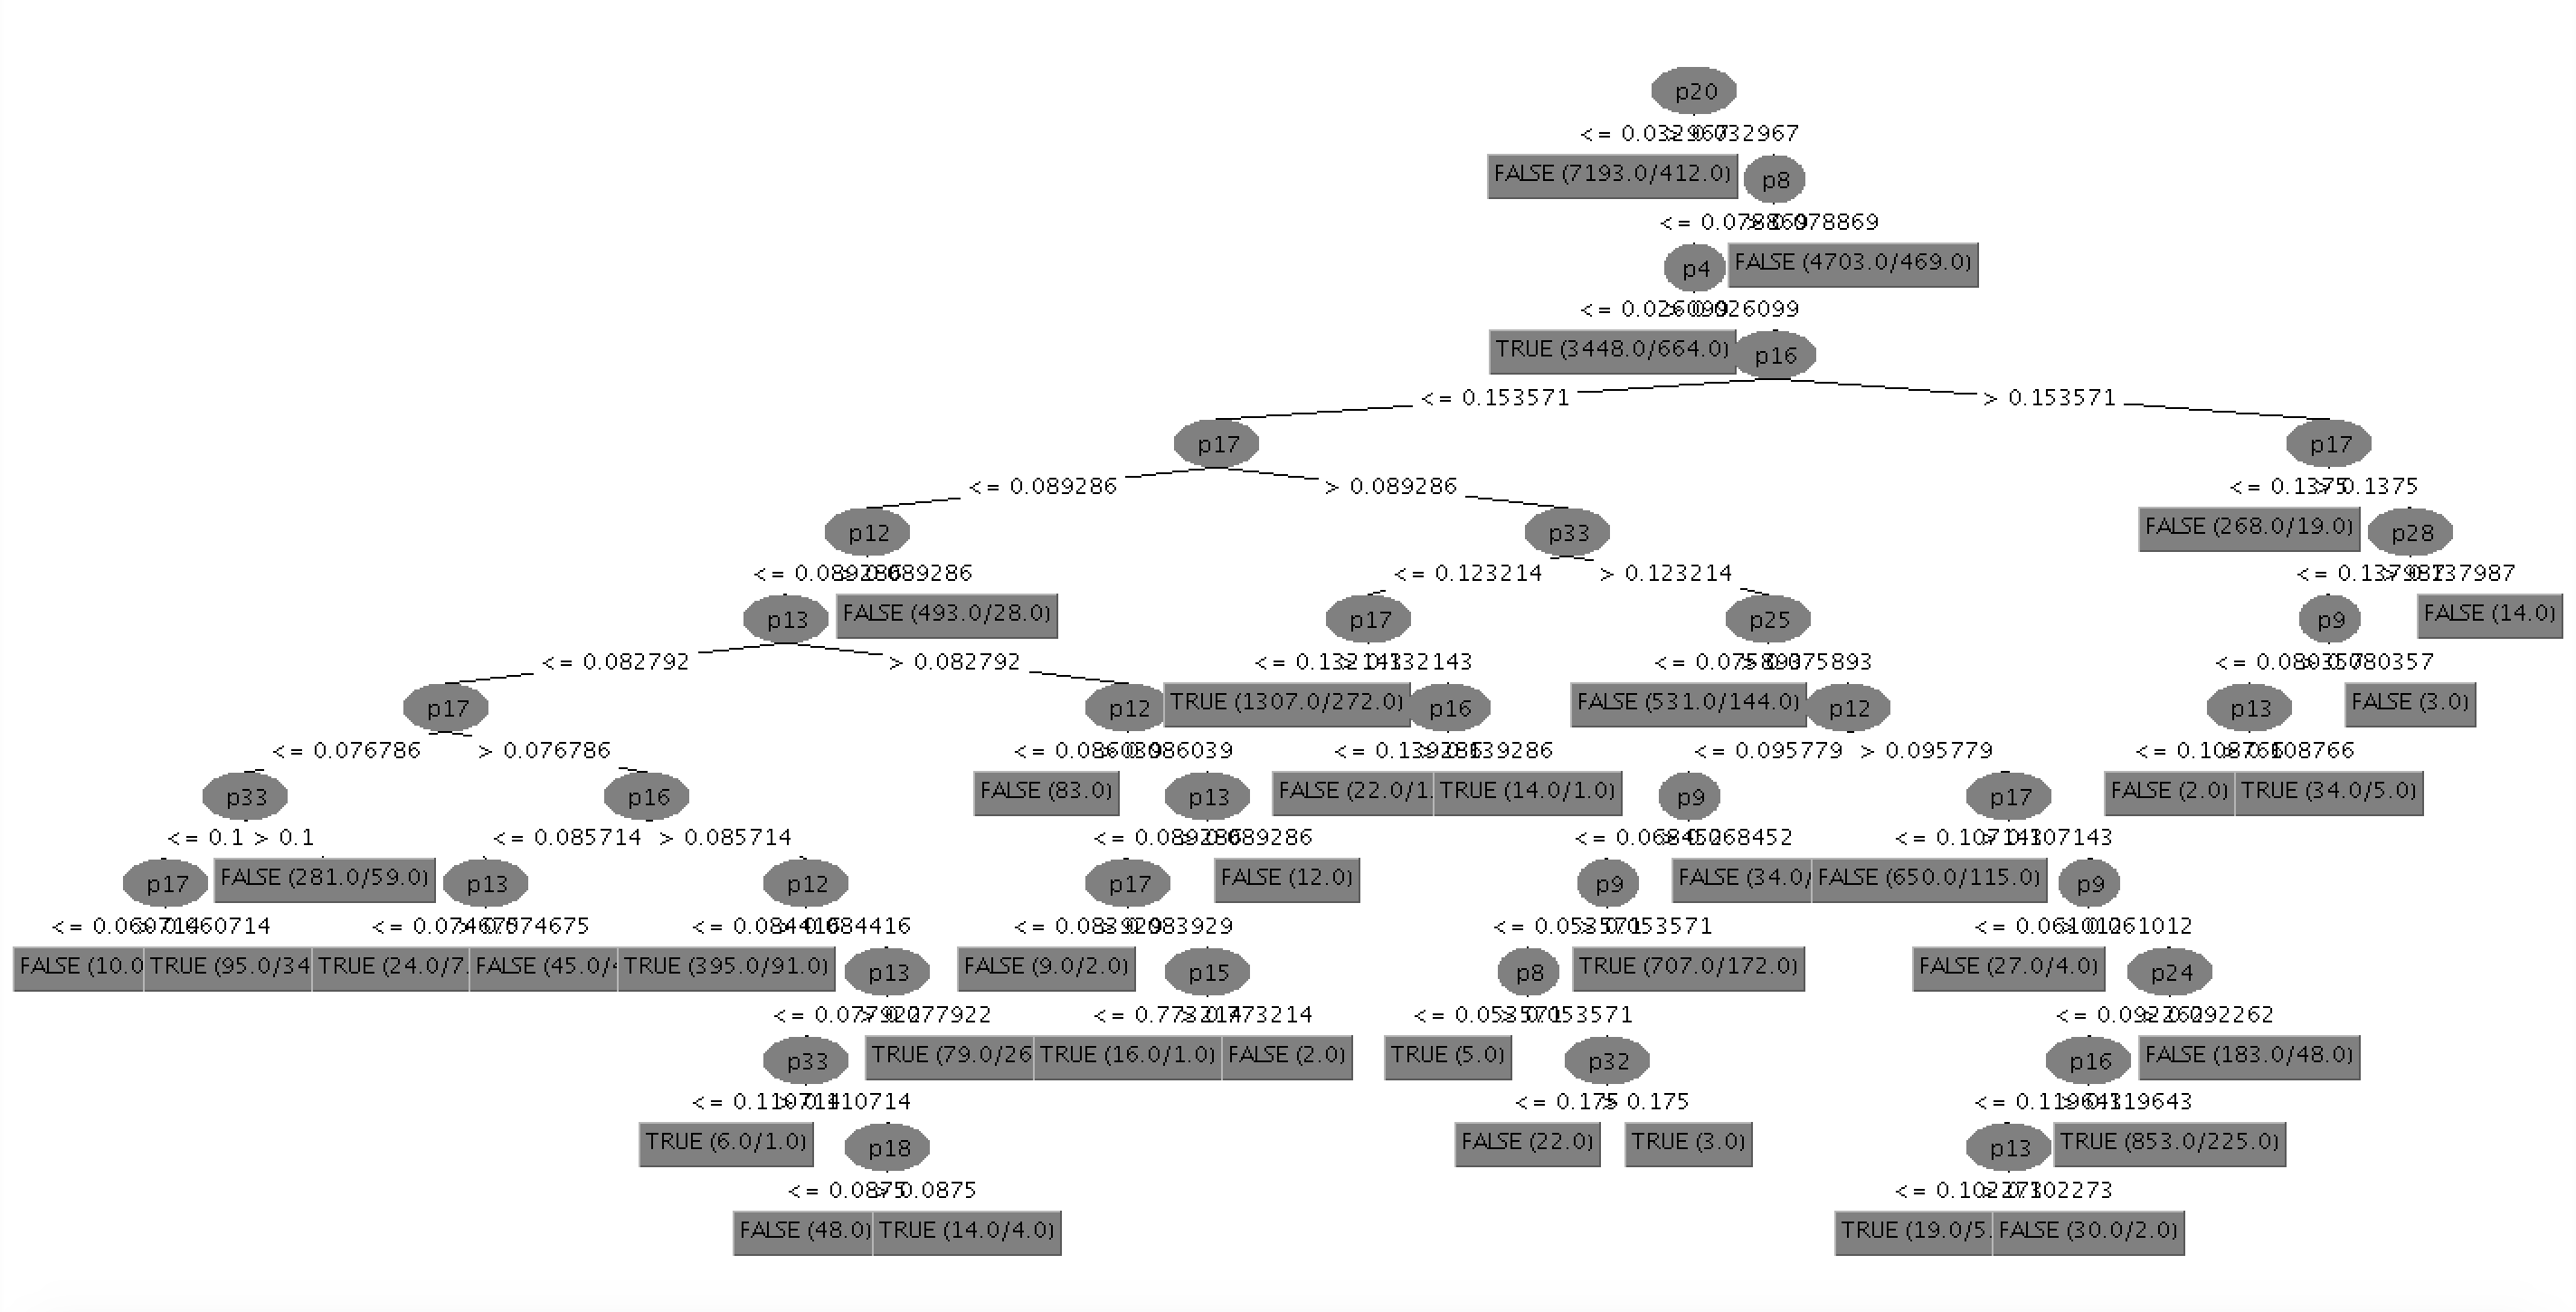 p20
<= 0.032967 > 0.032967
FALSE (7193.0/412.0) p8
<= 0.078869 > 0.078869
p4 FALSE (4703.0/469.0)
<= 0.026099 > 0.026099
TRUE (3448.0/664.0) p16
<= 0.153571 > 0.153571
p17 p17
<= 0.089286 > 0.089286 <= 0.1375 > 0.1375
p12 p33 FALSE (268.0/19.0) p28
<= 0.089286 > 0.089286 <= 0.123214 > 0.123214 <= 0.137987 > 0.137987
p13 FALSE (493.0/28.0) p17 p25 p9 FALSE (14.0)
<= 0.082792 > 0.082792 <= 0.132143 > 0.132143 <= 0.075893 > 0.075893 <= 0.080357 > 0.080357
p17 p12 TRUE (1307.0/272.0) p16 FALSE (531.0/144.0) p12 p13 FALSE (3.0)
<= 0.076786 > 0.076786 <= 0.086039 > 0.086039 <= 0.139286 > 0.139286 <= 0.095779 > 0.095779 <= 0.108766 > 0.108766
p33 p16 FALSE (83.0) p13 FALSE (22.0/1. TRUE (14.0/1.0) p9 p17 FALSE (2.0) TRUE (34.0/5.0)
<= 0.1 > 0.1 <= 0.085714 > 0.085714 <= 0.089286 > 0.089286 <= 0.068452 > 0.068452 <= 0.107143 > 0.107143
p17 FALSE (281.0/59.0) p13 p12 p17 FALSE (12.0) p9 FALSE (34.0/ FALSE (650.0/115.0) p9
<= 0.060714 > 0.060714 <= 0.074675 > 0.074675 <= 0.084416 > 0.084416 <= 0.083929 > 0.083929 <= 0.053571 > 0.053571 <= 0.061012 > 0.061012
FALSE (10.0 TRUE (95.0/34 TRUE (24.0/7. FALSE (45.0/ TRUE (395.0/91.0) p13 FALSE (9.0/2.0) p15 p8 TRUE (707.0/172.0) FALSE (27.0/4.0) p24
<= 0.077922 > 0.077922 <= 0.773214 > 0.773214 <= 0.053571 > 0.053571 <= 0.092262 > 0.092262
p33 TRUE (79.0/26 TRUE (16.0/1.0) FALSE (2.0) TRUE (5.0) p32 p16 FALSE (183.0/48.0)
<= 0.110714 > 0.110714 <= 0.175 > 0.175 <= 0.119643 > 0.119643
TRUE (6.0/1.0) p18 FALSE (22.0) TRUE (3.0) p13 TRUE (853.0/225.0)
<= 0.0875 > 0.0875 <= 0.102273 > 0.102273
FALSE (48.0) TRUE (14.0/4.0) TRUE (19.0/5. FALSE (30.0/2.0)